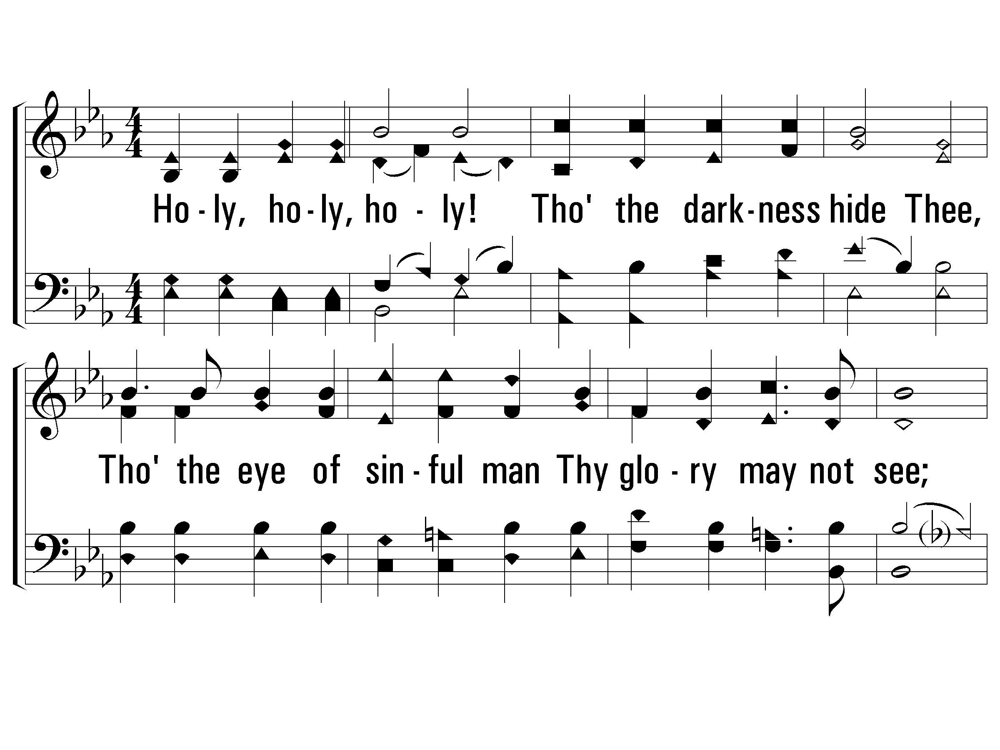 Ho - ly, ho - ly, ho - ly! Tho' the dark - ness hide Thee,
Tho' the eye of sin - ful man Thy glo - ry may not see;